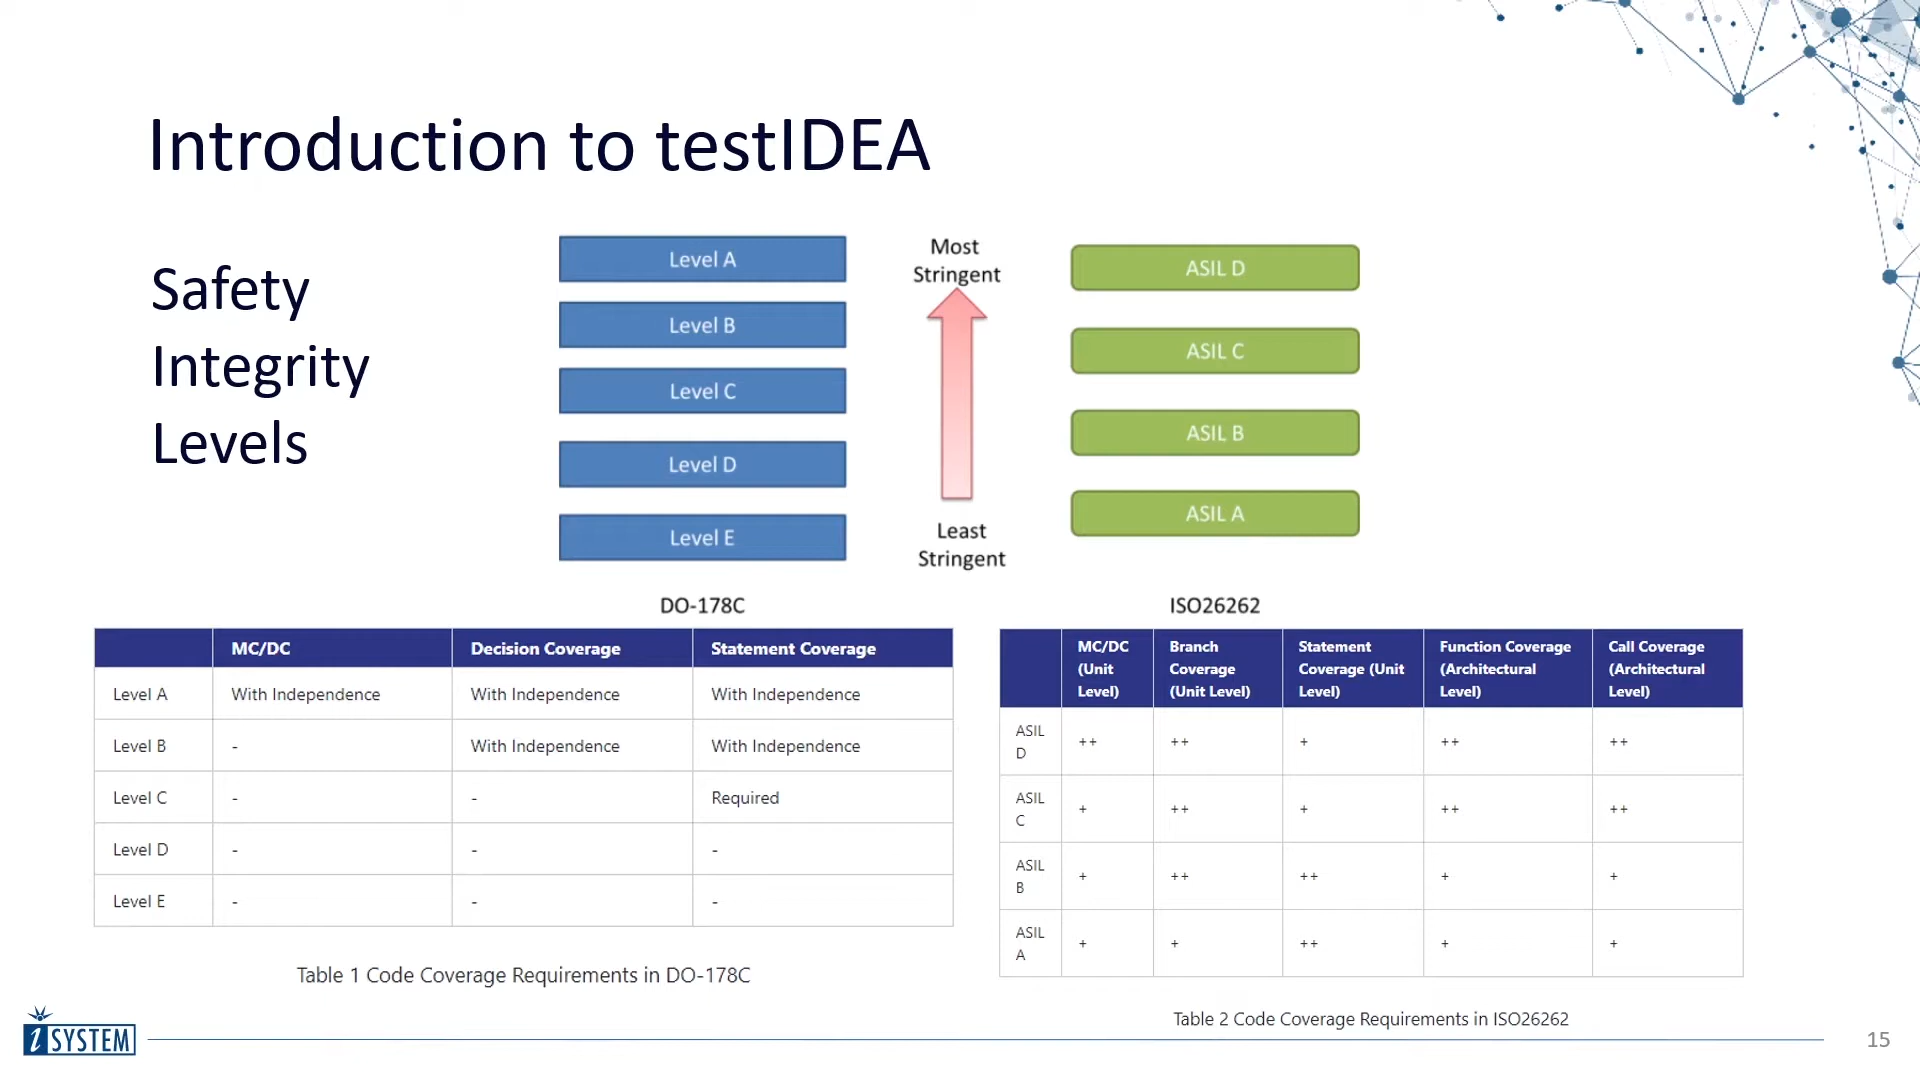 Introduction to testIDEA
Safety
Integrity
Levels
Level A
Level B
Level C
Level D
Level E
DO-178C
Most
Stringent
Least
Stringent
ASIL D
ASIL C
ASIL B
ASIL A
ISO26262
MC/DC Decision Coverage Statement Coverage
Level A With Independence With Independence With Independence
Level B - With Independence With Independence
Level C - - Required
Level D - - -
Level E - - -
Table 1 Code Coverage Requirements in DO-178C
MC/DC Branch Statement Function Coverage Call Coverage
(Unit Coverage Coverage (Unit (Architectural (Architectural
Level) (Unit Level) Level) Level) Level)
ASIL
D ++ ++ + ++ ++
ASIL
C + ++ + ++ ++
ASIL
B + ++ ++ + +
ASIL
A + + ++ + +
Table 2 Code Coverage Requirements in ISO26262
iSYSTEM
15